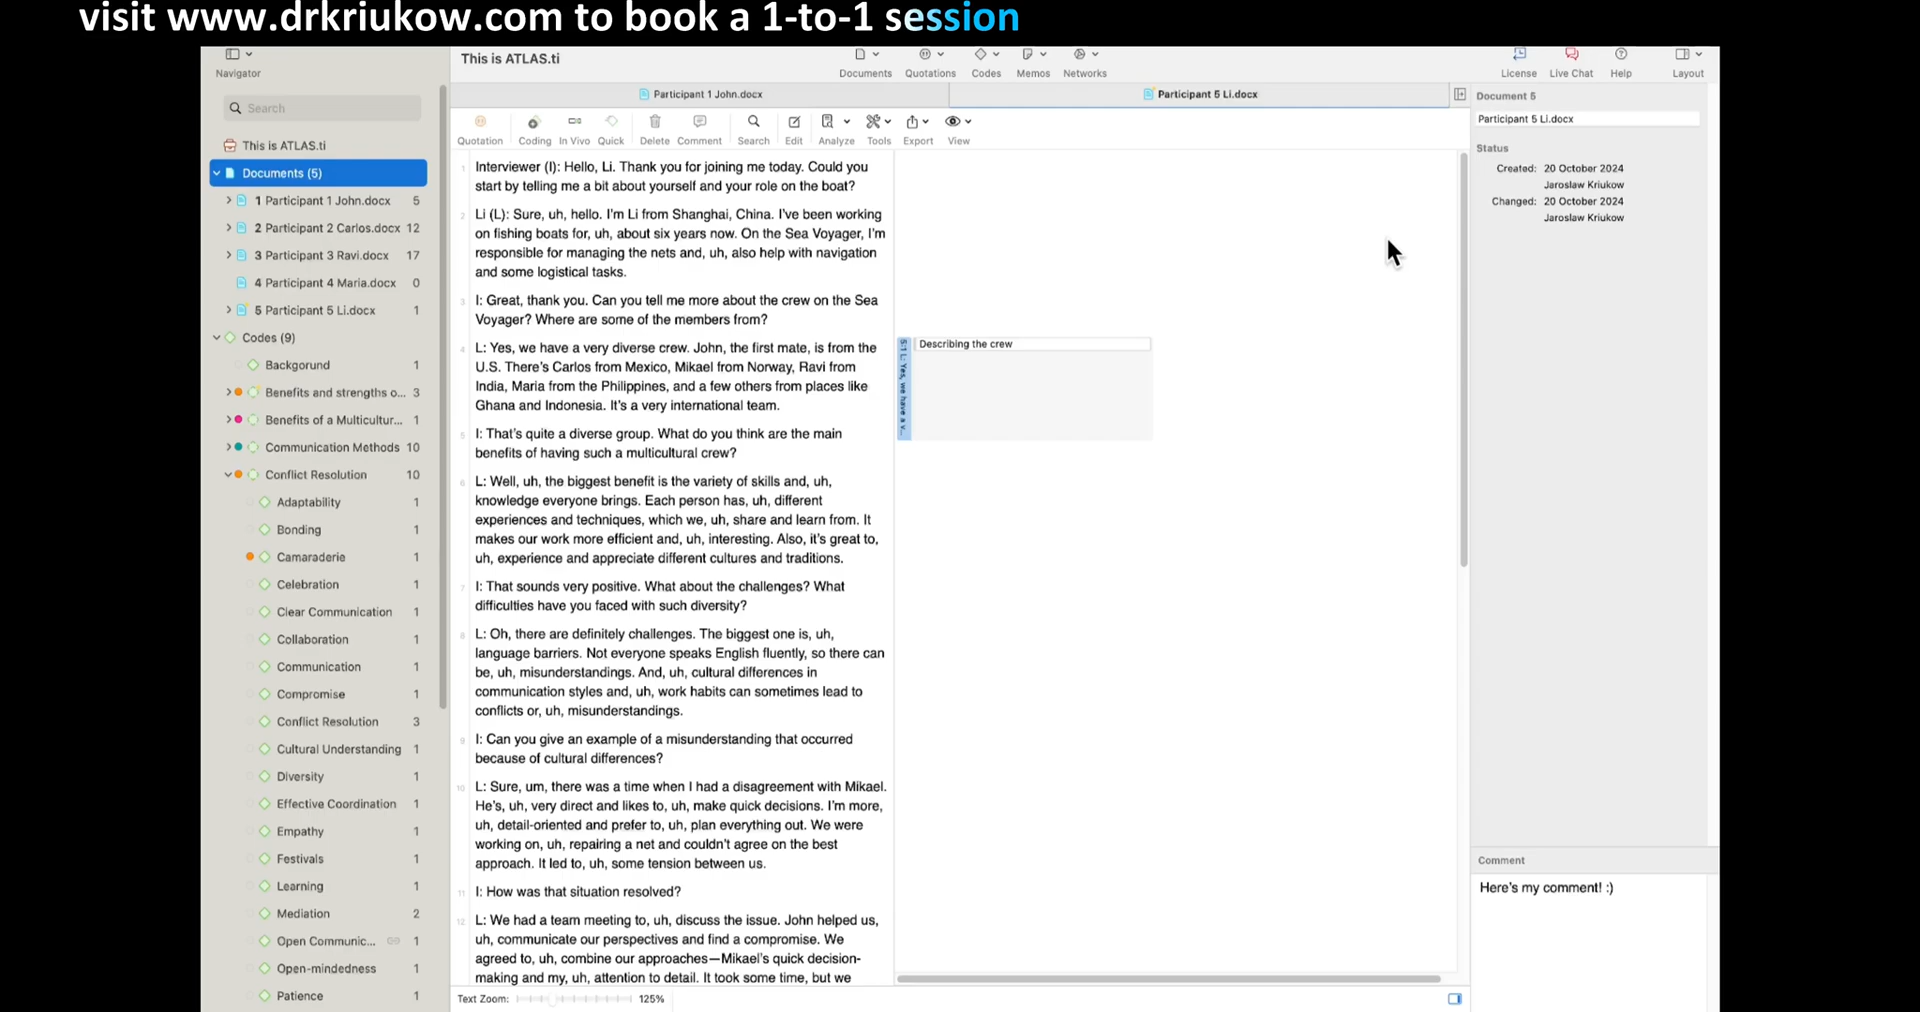 visit www.drkriukow.com to book a 1-to-1 session
Navigator
This is ATLAS.ti
Documents
Quotations
Codes
Memos
Networks
License
Live Chat
Help
Layout
Search
This is ATLAS.ti
Documents (5)
1 Participant 1 John.docx 5
2 Participant 2 Carlos.docx 12
3 Participant 3 Ravi.docx 17
4 Participant 4 Maria.docx 0
5 Participant 5 Li.docx 1
Codes (9)
Backgorund 1
Benefits and strengths o... 3
Benefits of a Multicultur... 1
Communication Methods 10
Conflict Resolution 10
Adaptability 1
Bonding 1
Camaraderie 1
Celebration 1
Clear Communication 1
Collaboration 1
Communication 1
Compromise 1
Conflict Resolution 3
Cultural Understanding 1
Diversity 1
Effective Coordination 1
Empathy 1
Festivals 1
Learning 1
Mediation 2
Open Communic... 1
Open-mindedness 1
Patience 1
Participant 1 John.docx
Participant 5 Li.docx
Quotation
Coding
In Vivo
Quick
Delete
Comment
Search
Edit
Analyze
Tools
Export
View
1 Interviewer (I): Hello, Li. Thank you for joining me today. Could you
start by telling me a bit about yourself and your role on the boat?
2 Li (L): Sure, uh, hello. I'm Li from Shanghai, China. I've been working
on fishing boats for, uh, about six years now. On the Sea Voyager, I'm
responsible for managing the nets and, uh, also help with navigation
and some logistical tasks.
3 I: Great, thank you. Can you tell me more about the crew on the Sea
Voyager? Where are some of the members from?
4 L: Yes, we have a very diverse crew. John, the first mate, is from the
U.S. There's Carlos from Mexico, Mikael from Norway, Ravi from
India, Maria from the Philippines, and a few others from places like
Ghana and Indonesia. It's a very international team.
5 I: That's quite a diverse group. What do you think are the main
benefits of having such a multicultural crew?
6 L: Well, uh, the biggest benefit is the variety of skills and, uh,
knowledge everyone brings. Each person has, uh, different
experiences and techniques, which we, uh, share and learn from. It
makes our work more efficient and, uh, interesting. Also, it's great to,
uh, experience and appreciate different cultures and traditions.
7 I: That sounds very positive. What about the challenges? What
difficulties have you faced with such diversity?
8 L: Oh, there are definitely challenges. The biggest one is, uh,
language barriers. Not everyone speaks English fluently, so there can
be, uh, misunderstandings. And, uh, cultural differences in
communication styles and, uh, work habits can sometimes lead to
conflicts or, uh, misunderstandings.
9 I: Can you give an example of a misunderstanding that occurred
because of cultural differences?
10 L: Sure, um, there was a time when I had a disagreement with Mikael.
He's, uh, very direct and likes to, uh, make quick decisions. I'm more,
uh, detail-oriented and prefer to, uh, plan everything out. We were
working on, uh, repairing a net and couldn't agree on the best
approach. It led to, uh, some tension between us.
11 I: How was that situation resolved?
12 L: We had a team meeting to, uh, discuss the issue. John helped us,
uh, communicate our perspectives and find a compromise. We
agreed to, uh, combine our approaches—Mikael's quick decision-
making and my, uh, attention to detail. It took some time, but we
5:1 L: Yes, we have a v...
Describing the crew
Text Zoom: 125%
Document 5
Participant 5 Li.docx
Status
Created: 20 October 2024
Jaroslaw Kriukow
Changed: 20 October 2024
Jaroslaw Kriukow
Comment
Here's my comment! :)